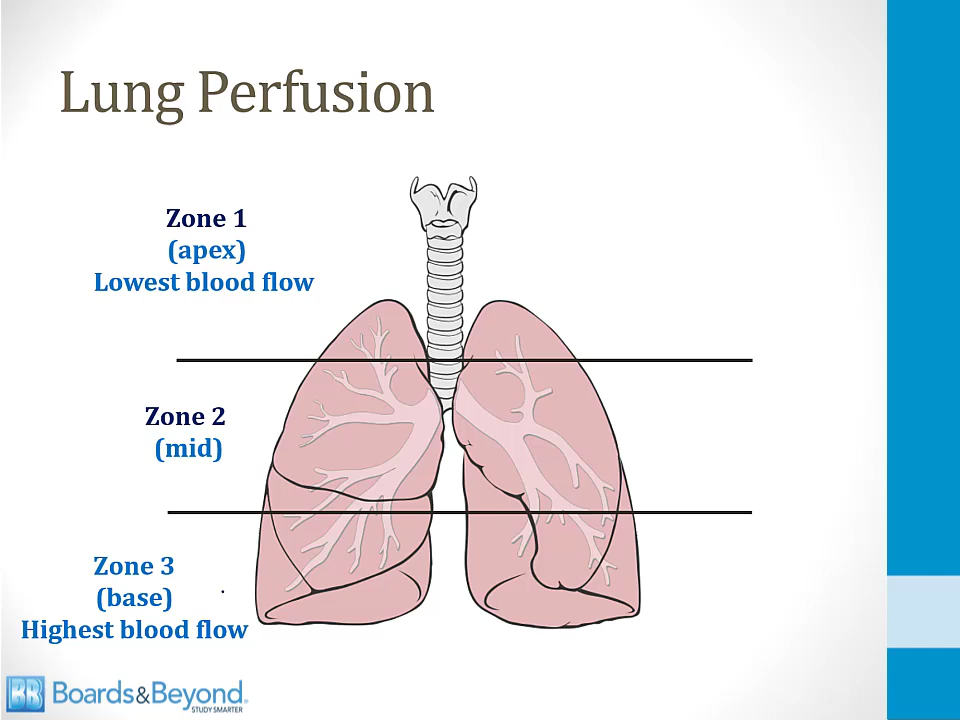 Lung Perfusion
Zone 1
(apex)
Lowest blood flow
Zone 2
(mid)
Zone 3
(base)
Highest blood flow
BB Boards&Beyond.
STUDY SMARTER